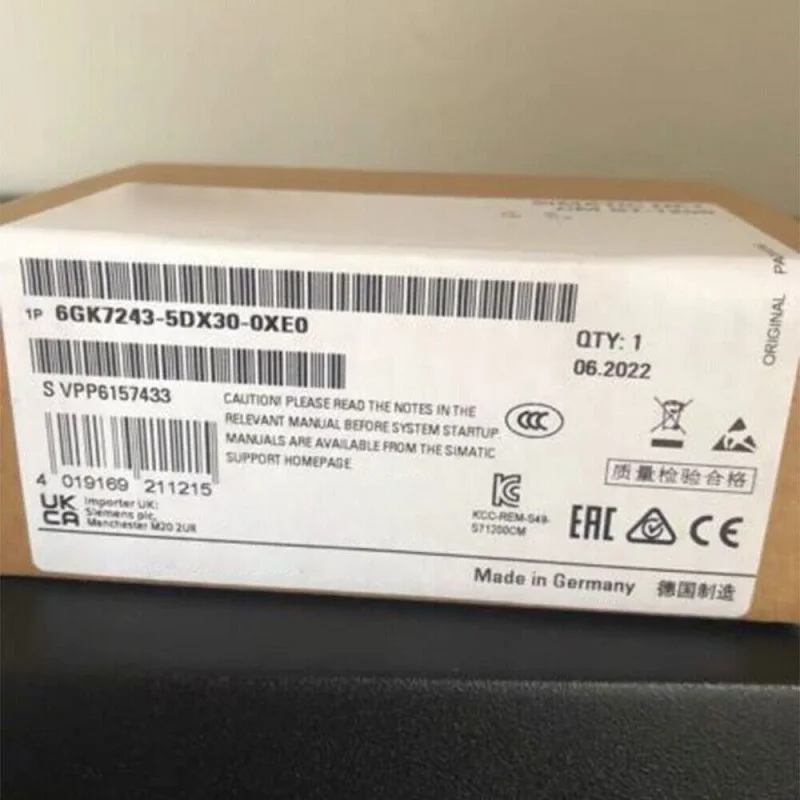 1P 6GK7243-5DX30-0XE0
QTY: 1
06.2022
S VPP6157433
CAUTION! PLEASE READ THE NOTES IN THE
RELEVANT MANUAL BEFORE SYSTEM STARTUP
MANUALS ARE AVAILABLE FROM THE SIMATIC
SUPPORT HOMEPAGE
4 019169 211215
UK
CA
Importer UK:
Siemens plc,
Manchester M20 2UR
CCC
KC
KCC-REM-S49-
S71200CM
质量检验合格
EAC
CE
Made in Germany 德国制造
ORIGINAL